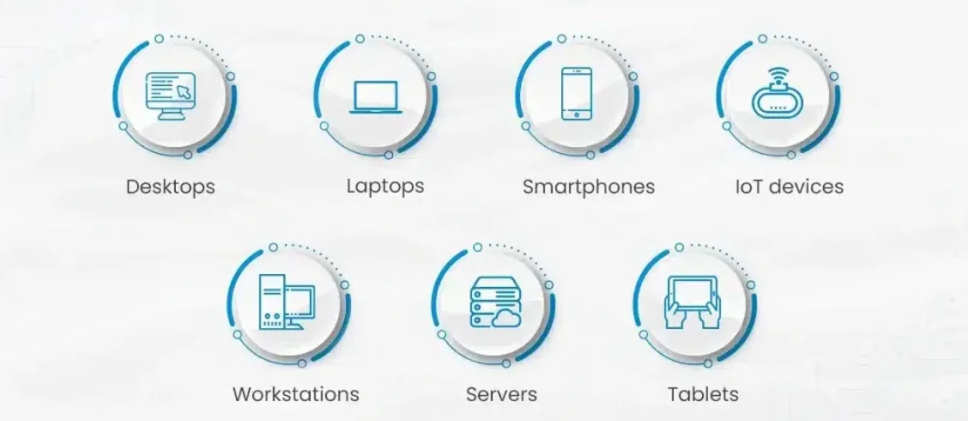 Desktops
Laptops
Smartphones
IoT devices
Workstations
Servers
Tablets